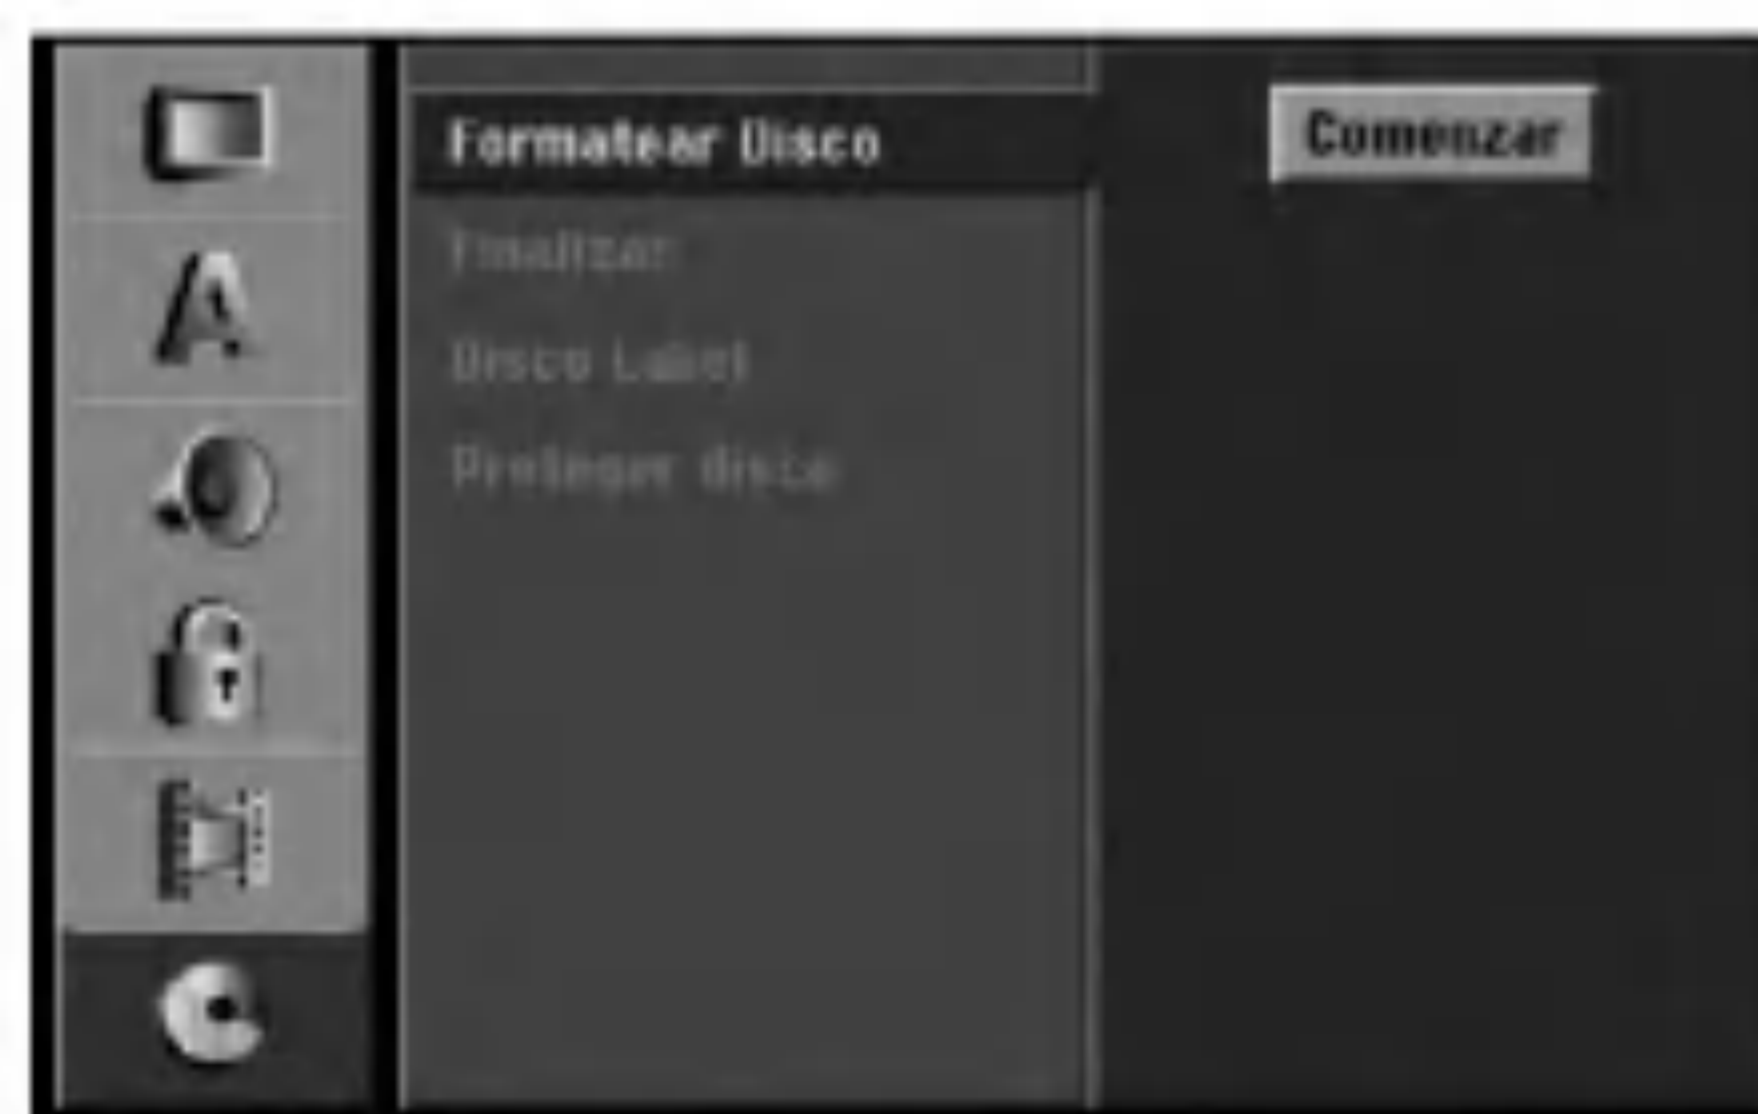 Formatear Disco
Comenzar
Finalizar
Disco Label
Proteger disco